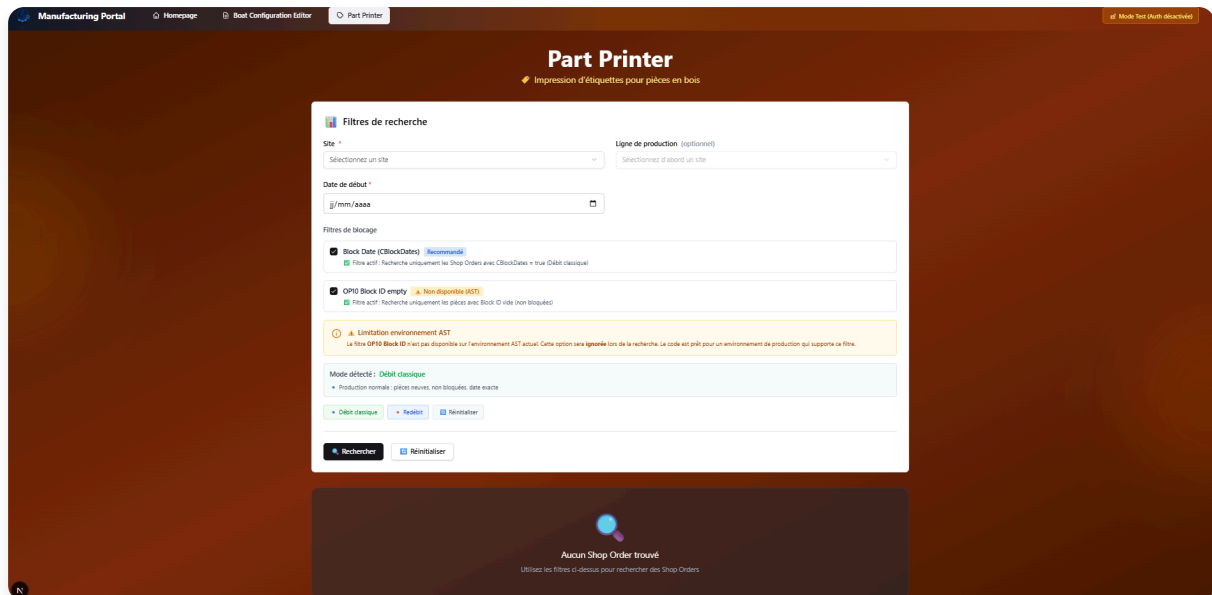 Manufacturing Portal
Homepage
Boat Configuration Editor
Part Printer
Mode Test (Auth désactivée)
Part Printer
Impression d'étiquettes pour pièces en bois
Filtres de recherche
Site *
Ligne de production (optionnel)
Sélectionnez un site
Sélectionnez d'abord un site
Date de début *
jj/mm/aaaa
Filtres de blocage
Block Date (CBlockDates) Recommandé
Filtre actif : Recherche uniquement les Shop Orders avec CBlockDates = true (Débit classique)
OP10 Block ID empty Non disponible (AST)
Filtre actif : Recherche uniquement les pièces avec Block ID vide (non bloquées)
Limitation environnement AST
Le filtre OP10 Block ID n'est pas disponible sur l'environnement AST actuel. Cette option sera ignorée lors de la recherche. Le code est prêt pour un environnement de production qui supporte ce filtre.
Mode détecté : Débit classique
Production normale : pièces neuves, non bloquées, date exacte
Débit classique
Redébit
Réinitialiser
Rechercher
Réinitialiser
Aucun Shop Order trouvé
Utilisez les filtres ci-dessus pour rechercher des Shop Orders
N